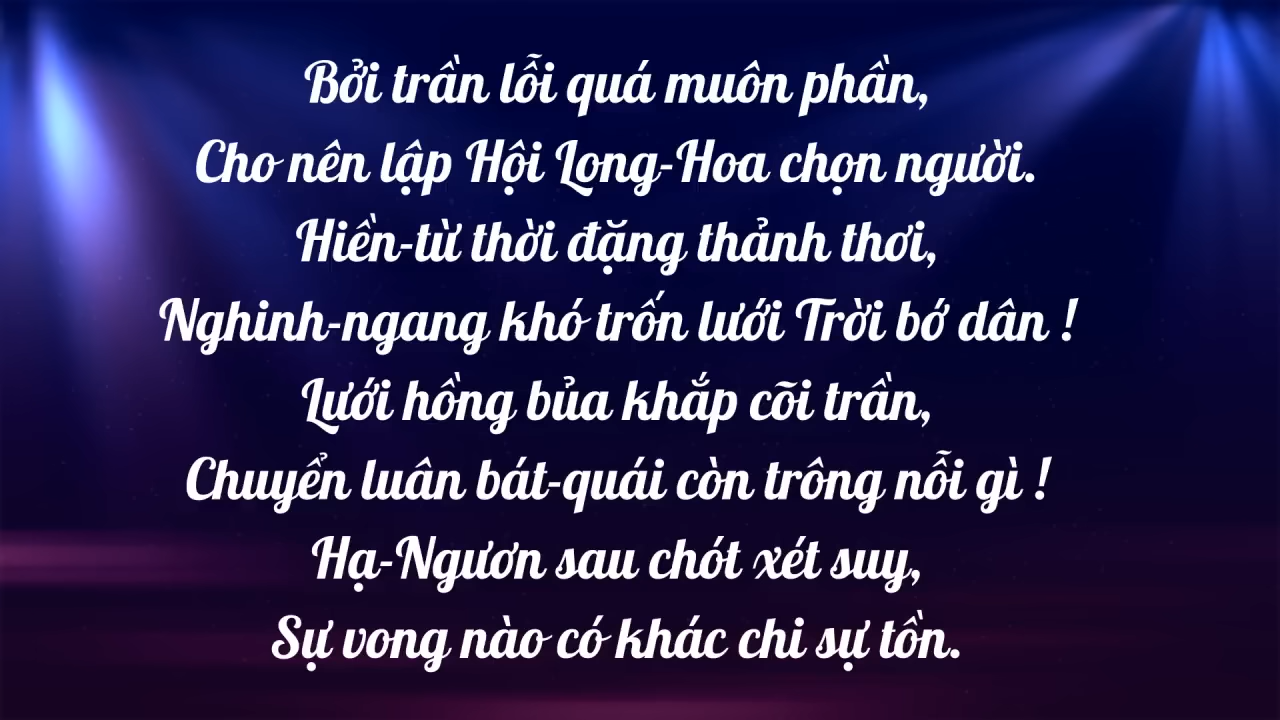 Bởi trần lỗi quá muôn phần,
Cho nên lập Hội Long-Hoa chọn người.
Hiền-từ thời đặng thảnh thơi,
Nghinh-ngang khó trốn lưới Trời bớ dân !
Lưới hồng bủa khắp cõi trần,
Chuyển luân bát-quái còn trông nỗi gì !
Hạ-Ngươn sau chót xét suy,
Sự vong nào có khác chi sự tồn.